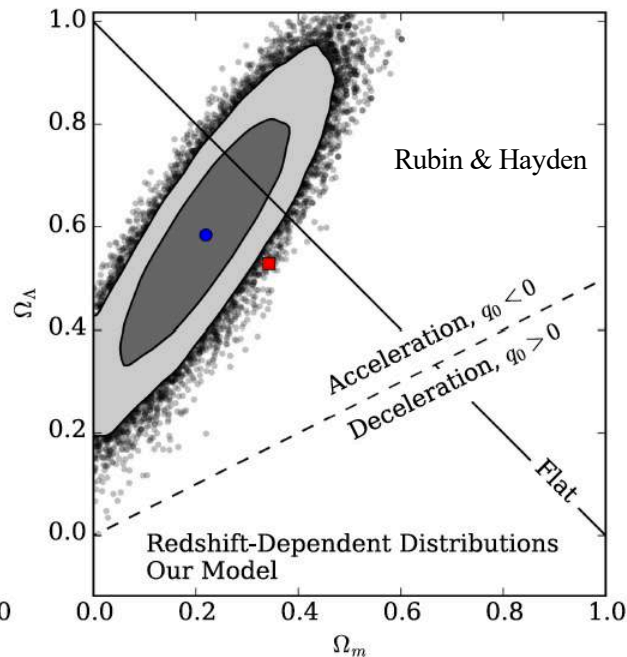 1.0
0.8
Rubin & Hayden
0.6
Ω_Λ
0.4
Acceleration, q₀ < 0
Deceleration, q₀ > 0
0.2
Flat
0.0
Redshift-Dependent Distributions
Our Model
0 0.0 0.2 0.4 0.6 0.8 1.0
Ω_m